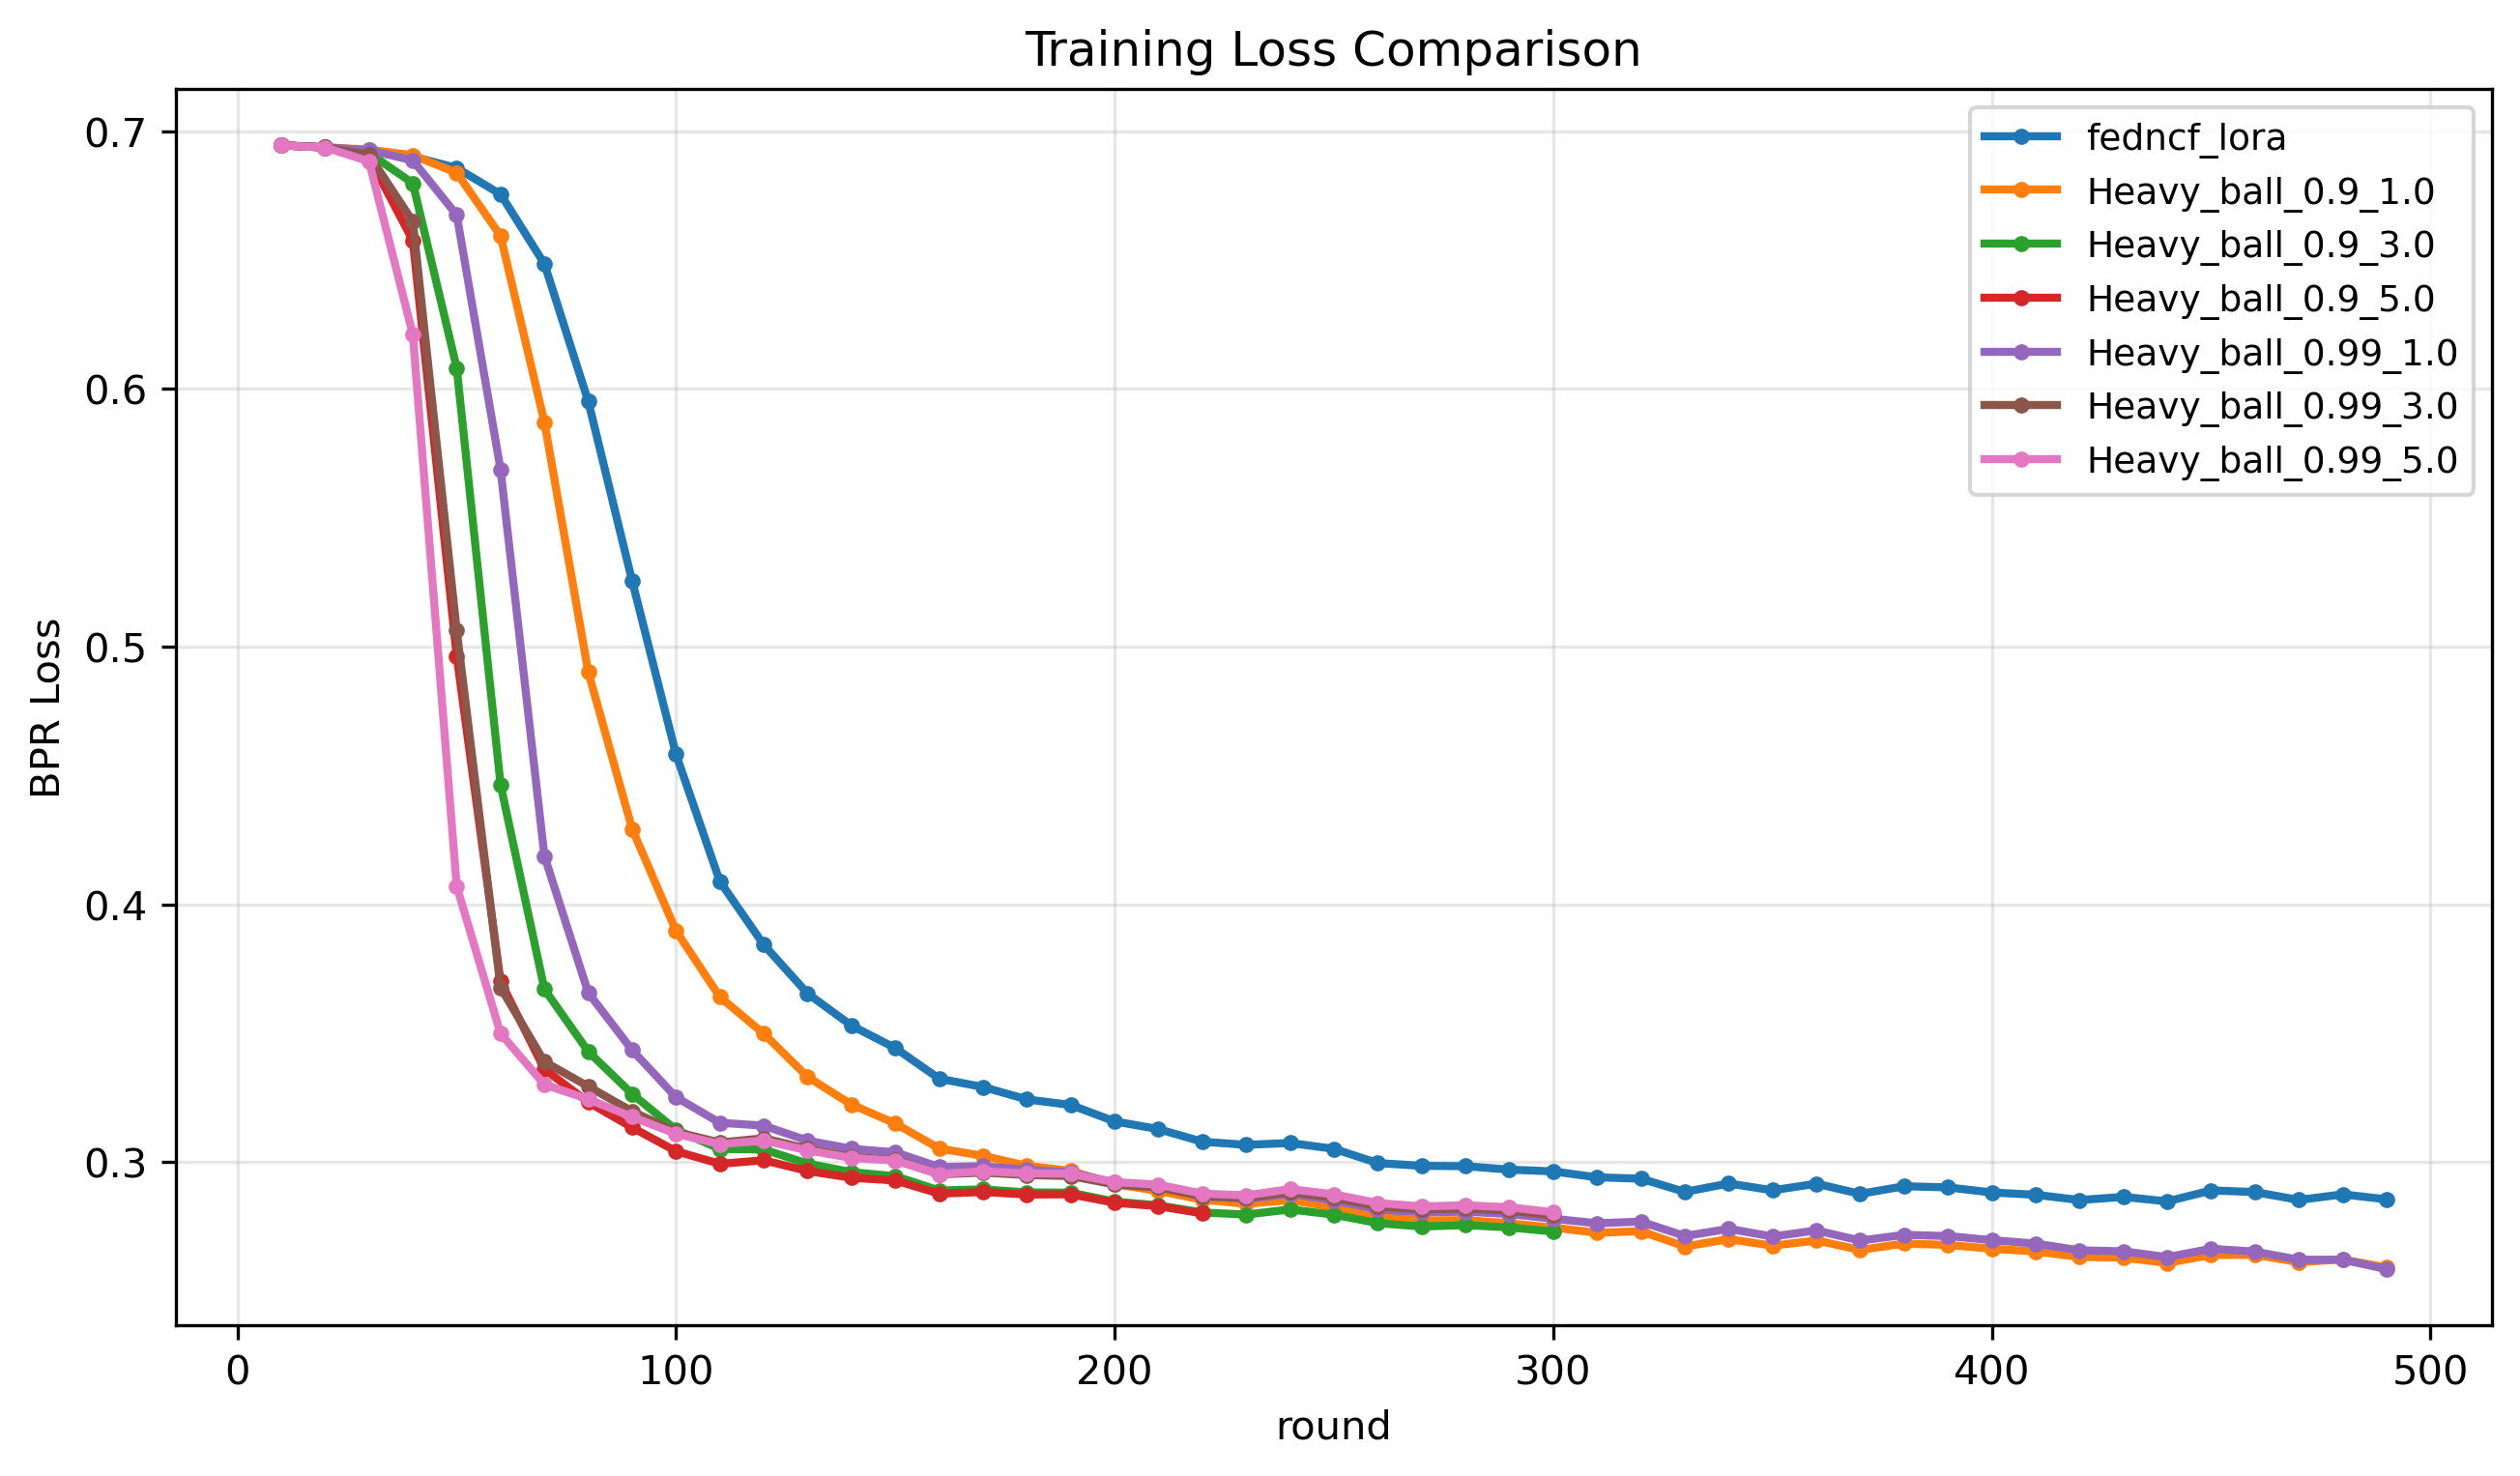 Training Loss Comparison
0.7
0.6
0.5
0.4
0.3
BPR Loss
fedncf_lora
Heavy_ball_0.9_1.0
Heavy_ball_0.9_3.0
Heavy_ball_0.9_5.0
Heavy_ball_0.99_1.0
Heavy_ball_0.99_3.0
Heavy_ball_0.99_5.0
0 100 200 300 400 500
round